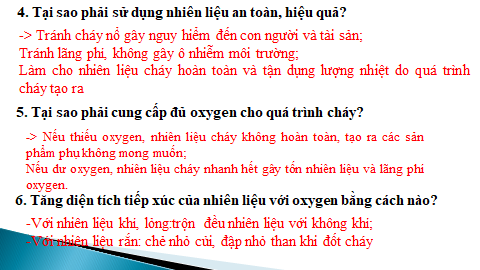 4. Tại sao phải sử dụng nhiên liệu an toàn, hiệu quả?
-> Tránh cháy nổ gây nguy hiểm đến con người và tài sản;
Tránh lãng phí, không gây ô nhiễm môi trường;
Làm cho nhiên liệu cháy hoàn toàn và tận dụng lượng nhiệt do quá trình
cháy tạo ra
5. Tại sao phải cung cấp đủ oxygen cho quá trình cháy?
-> Nếu thiếu oxygen, nhiên liệu cháy không hoàn toàn, tạo ra các sản
phẩm phụ không mong muốn;
Nếu dư oxygen, nhiên liệu cháy nhanh hết gây tốn nhiên liệu và lãng phí
oxygen.
6. Tăng diện tích tiếp xúc của nhiên liệu với oxygen bằng cách nào?
-Với nhiên liệu khí, lỏng:trộn đều nhiên liệu với không khí;
-Với nhiên liệu rắn: chẻ nhỏ củi, đập nhỏ than khi đốt cháy